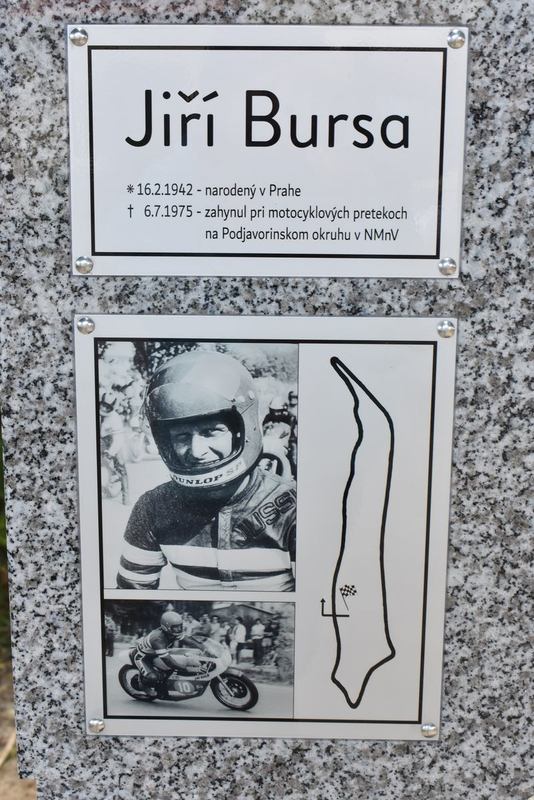 Jiří Bursa
* 16.2.1942 - narodený v Prahe
† 6.7.1975 - zahynul pri motocyklových pretekoch
na Podjavorinskom okruhu v NMnV
DUNLOP
10